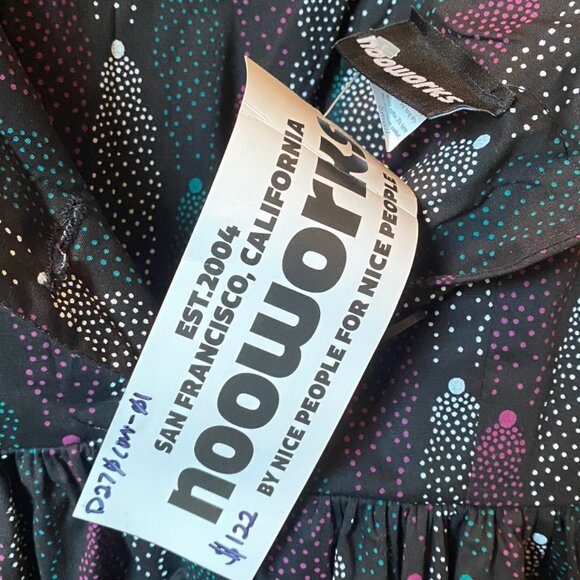 nooworks
EST.2004
SAN FRANCISCO, CALIFORNIA
nooworks
BY NICE PEOPLE FOR NICE PEOPLE
$122